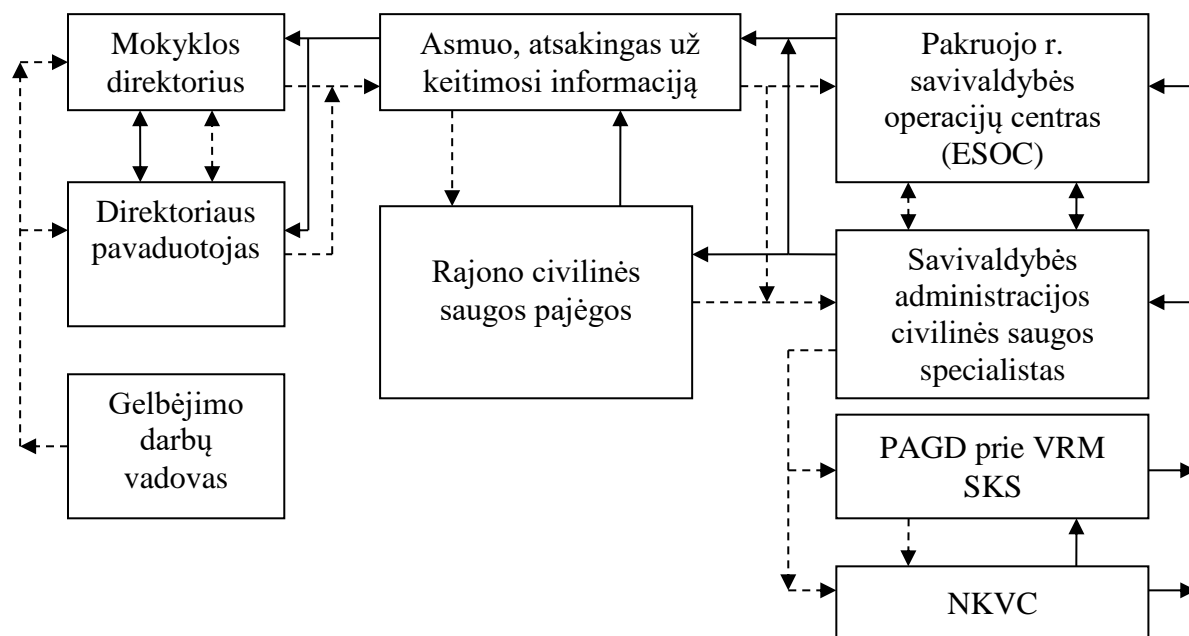 Mokyklos
direktorius
Asmuo, atsakingas už
keitimosi informaciją
Pakruojo r.
savivaldybės
operacijų centras
(ESOC)
Direktoriaus
pavaduotojas
Rajono civilinės
saugos pajėgos
Savivaldybės
administracijos
civilinės saugos
specialistas
Gelbėjimo
darbų
vadovas
PAGD prie VRM
SKS
NKVC